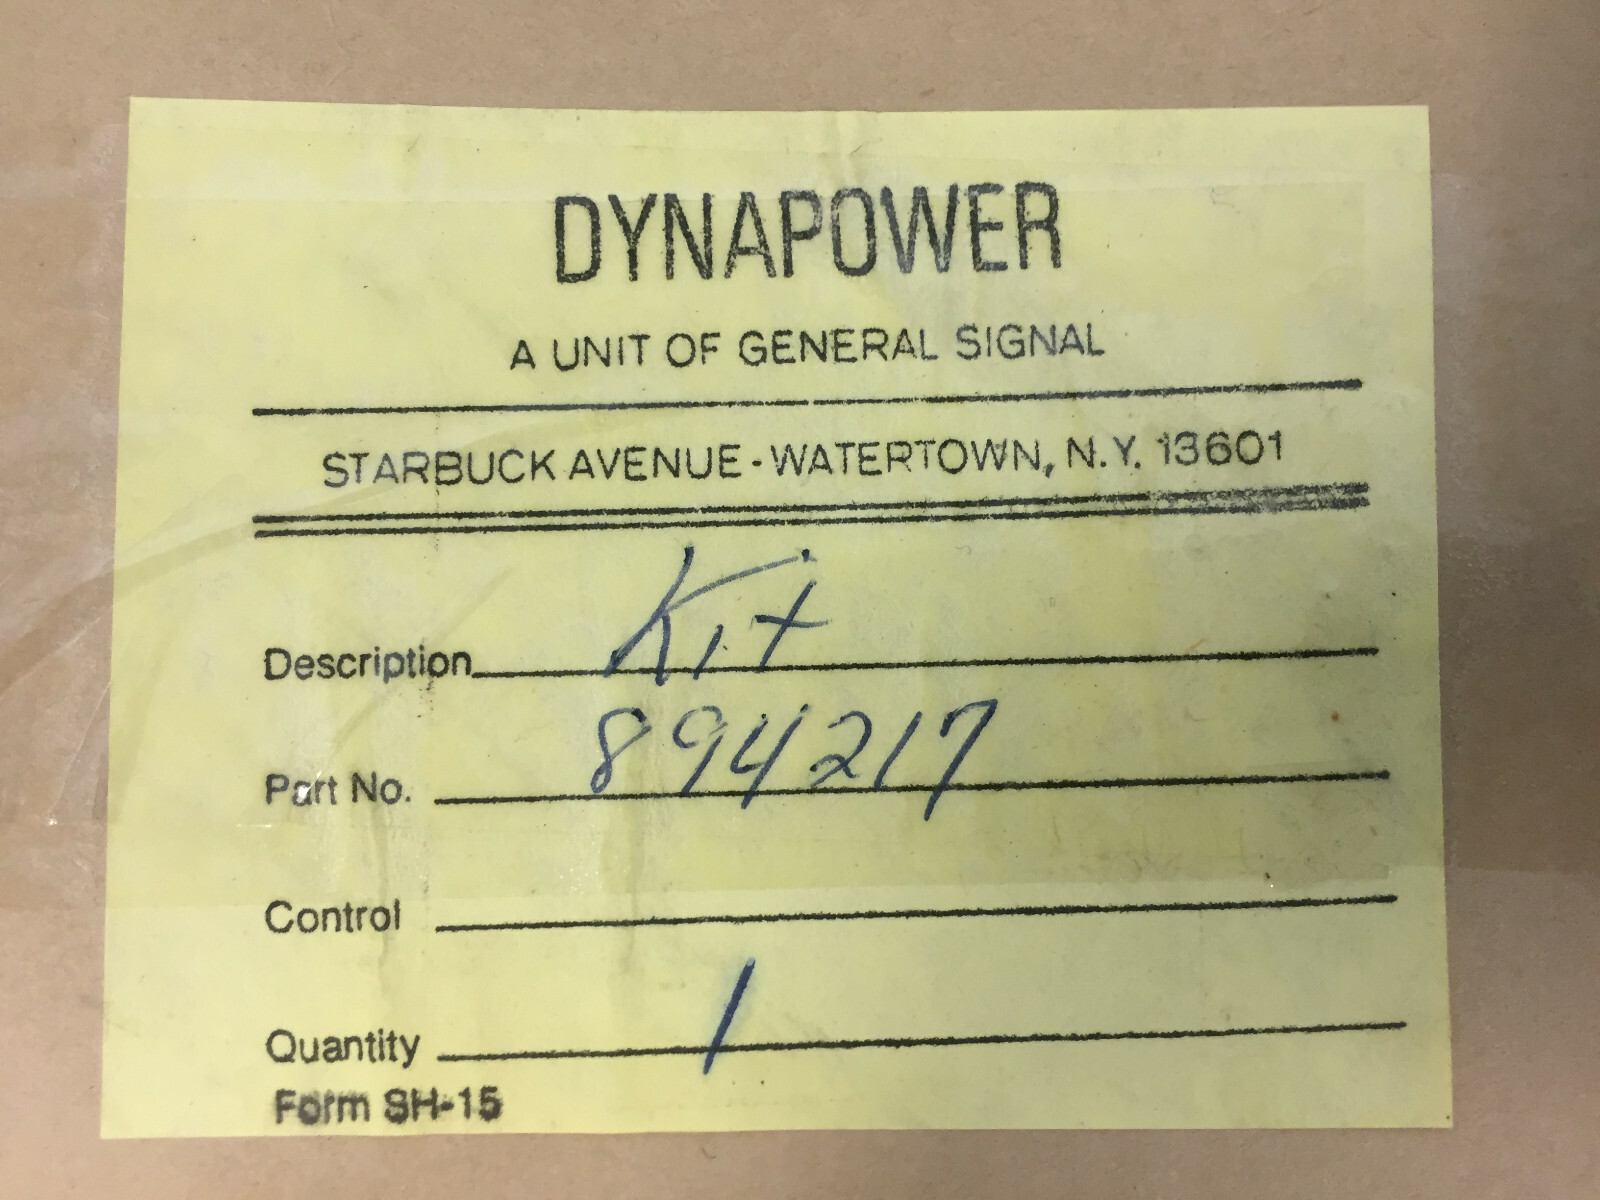 DYNAPOWER
A UNIT OF GENERAL SIGNAL
STARBUCK AVENUE - WATERTOWN, N.Y. 13601
Description Kit
Part No. 894217
Control
Quantity 1
Form SH-15